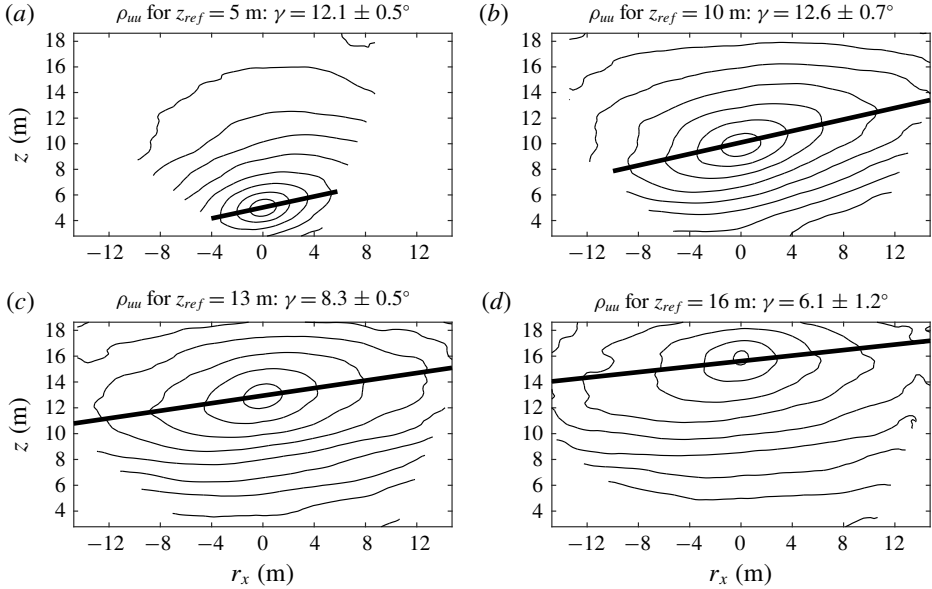 (a) ρuu for zref = 5 m: γ = 12.1 ± 0.5°
(b) ρuu for zref = 10 m: γ = 12.6 ± 0.7°
18
16
14
12
10
8
6
4
z (m)
−12 −8 −4 0 4 8 12
18
16
14
12
10
8
6
4
−12 −8 −4 0 4 8 12
(c) ρuu for zref = 13 m: γ = 8.3 ± 0.5°
(d) ρuu for zref = 16 m: γ = 6.1 ± 1.2°
18
16
14
12
10
8
6
4
z (m)
−12 −8 −4 0 4 8 12
rx (m)
18
16
14
12
10
8
6
4
−12 −8 −4 0 4 8 12
rx (m)